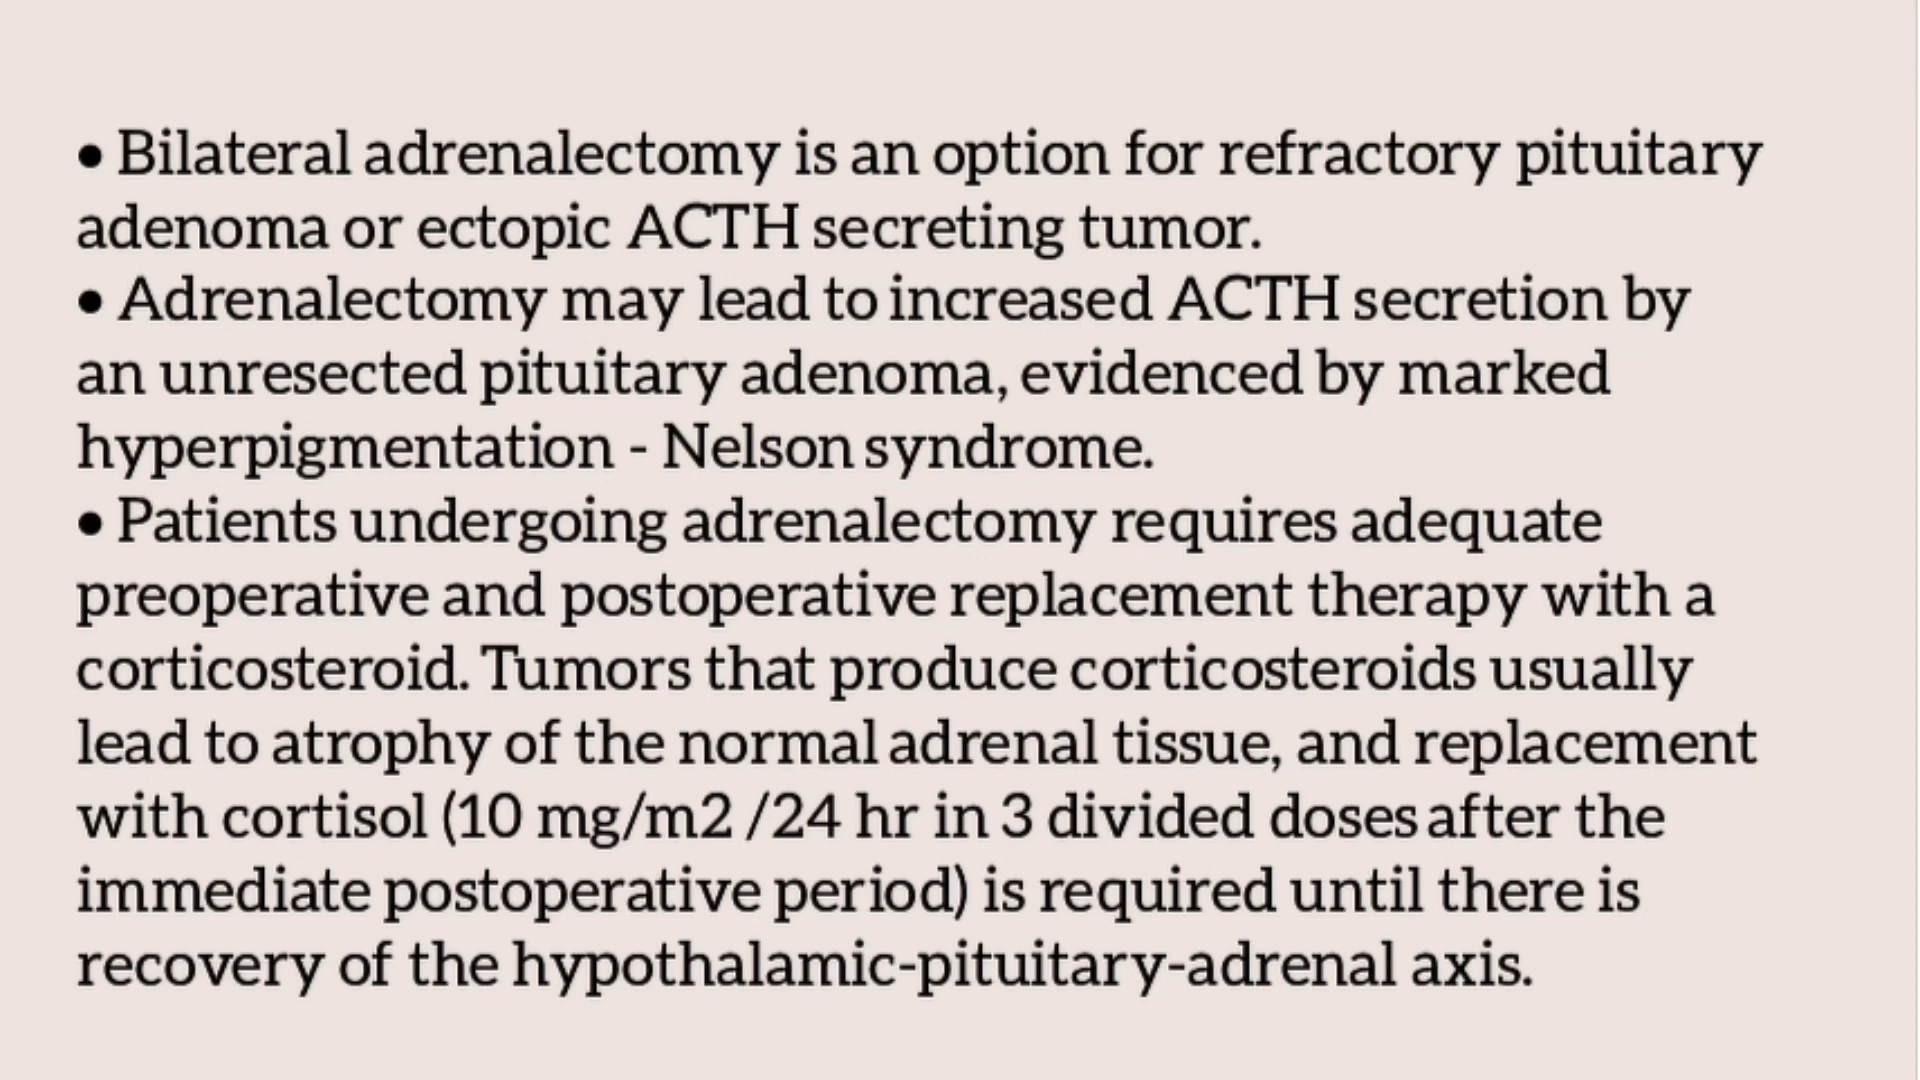 • Bilateral adrenalectomy is an option for refractory pituitary
adenoma or ectopic ACTH secreting tumor.
• Adrenalectomy may lead to increased ACTH secretion by
an unresected pituitary adenoma, evidenced by marked
hyperpigmentation - Nelson syndrome.
• Patients undergoing adrenalectomy requires adequate
preoperative and postoperative replacement therapy with a
corticosteroid. Tumors that produce corticosteroids usually
lead to atrophy of the normal adrenal tissue, and replacement
with cortisol (10 mg/m2 /24 hr in 3 divided doses after the
immediate postoperative period) is required until there is
recovery of the hypothalamic-pituitary-adrenal axis.